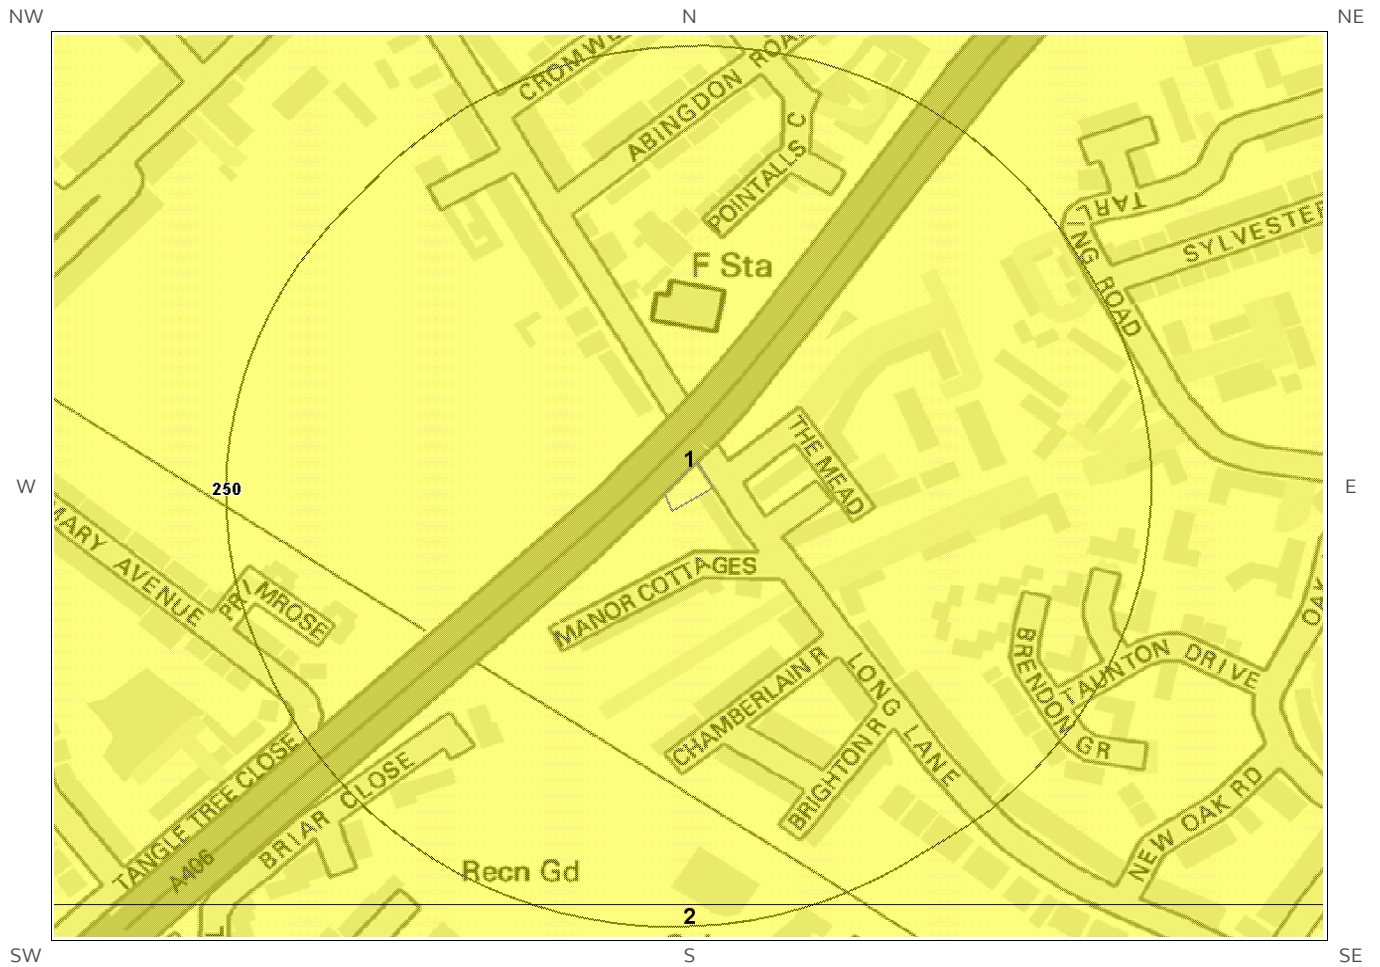 NW
N
NE
CROMWE
ABINGDON ROA
POINTALLS C
TARL
ING ROAD
SYLVESTER
F Sta
1
THE MEAD
W
250
E
MARY AVENUE
PRIMROSE
MANOR COTTAGES
OAK
BRENDON GR
TAUNTON DRIVE
CHAMBERLAIN R
LONG LANE
BRIGHTON R
TANGLE TREE CLOSE
BRIAR CLOSE
A406
NEW OAK RD
Recn Gd
2
SW
S
SE